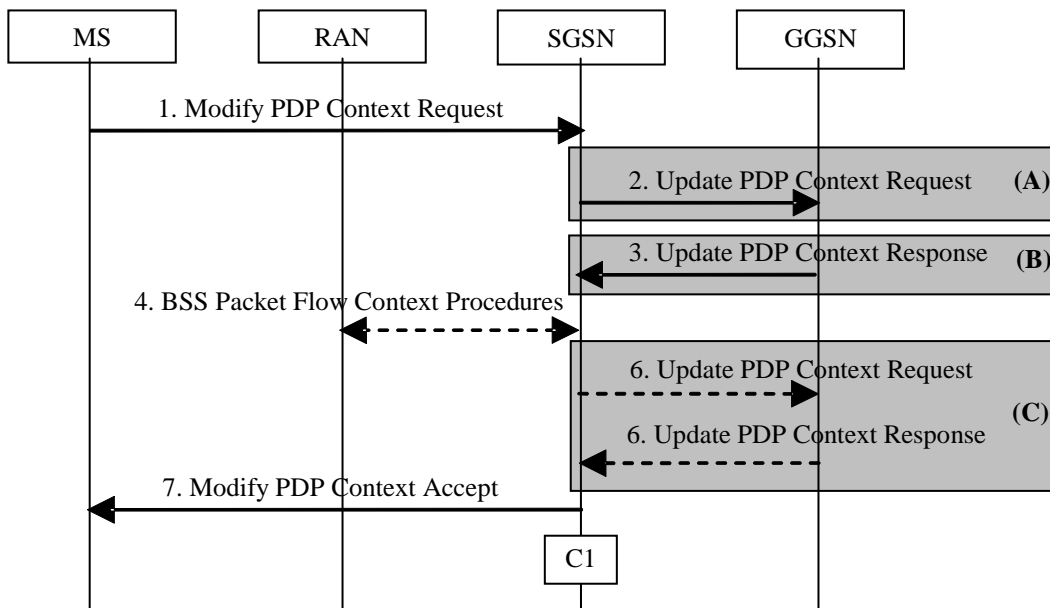 MS
RAN
SGSN
GGSN
1. Modify PDP Context Request
2. Update PDP Context Request
(A)
3. Update PDP Context Response
(B)
4. BSS Packet Flow Context Procedures
6. Update PDP Context Request
(C)
6. Update PDP Context Response
7. Modify PDP Context Accept
C1